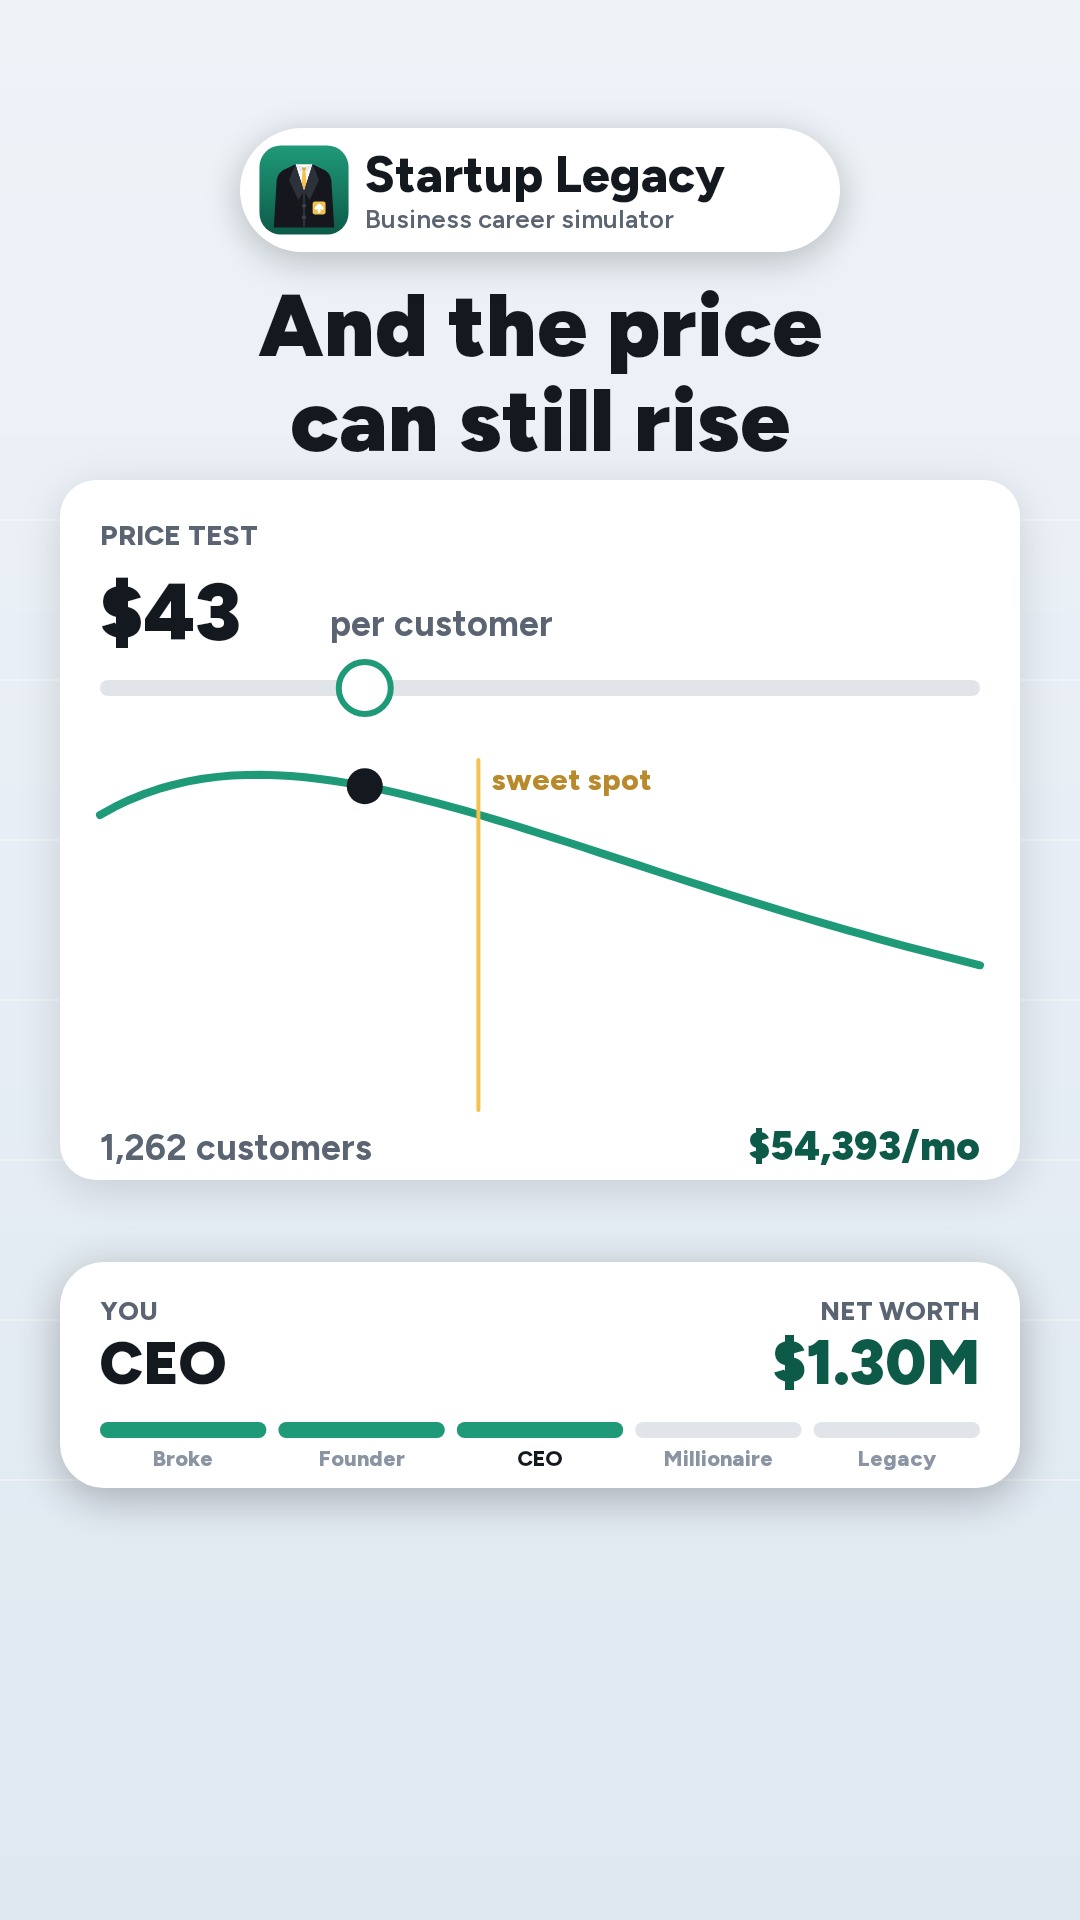 Startup Legacy
Business career simulator
And the price
can still rise
PRICE TEST
$43 per customer
sweet spot
1,262 customers $54,393/mo
YOU NET WORTH
CEO $1.30M
Broke Founder CEO Millionaire Legacy